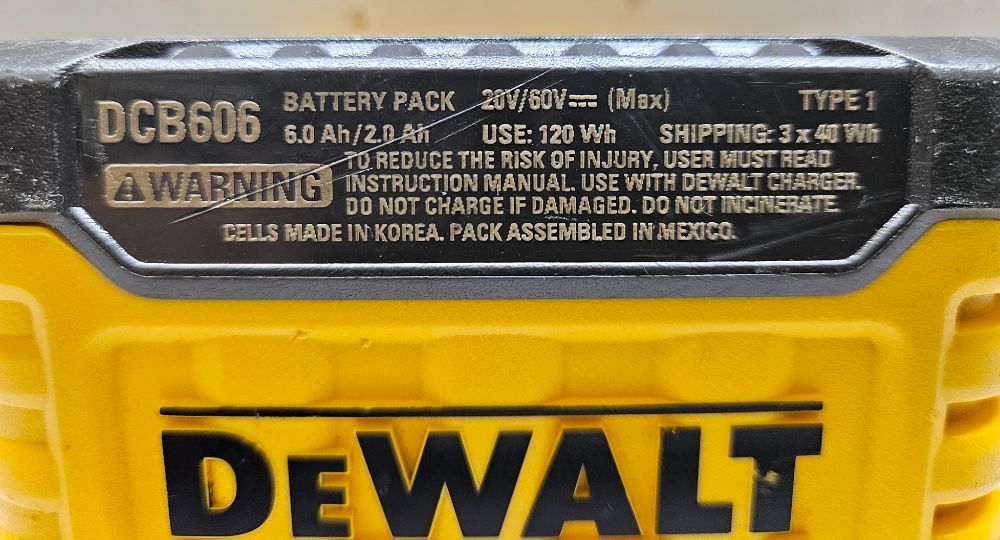 DCB606 BATTERY PACK 20V/60V⎓ (Max) TYPE 1
6.0 Ah/2.0 Ah USE: 120 Wh SHIPPING: 3 x 40 Wh
⚠WARNING TO REDUCE THE RISK OF INJURY, USER MUST READ
INSTRUCTION MANUAL. USE WITH DEWALT CHARGER.
DO NOT CHARGE IF DAMAGED. DO NOT INCINERATE.
CELLS MADE IN KOREA. PACK ASSEMBLED IN MEXICO.
DEWALT